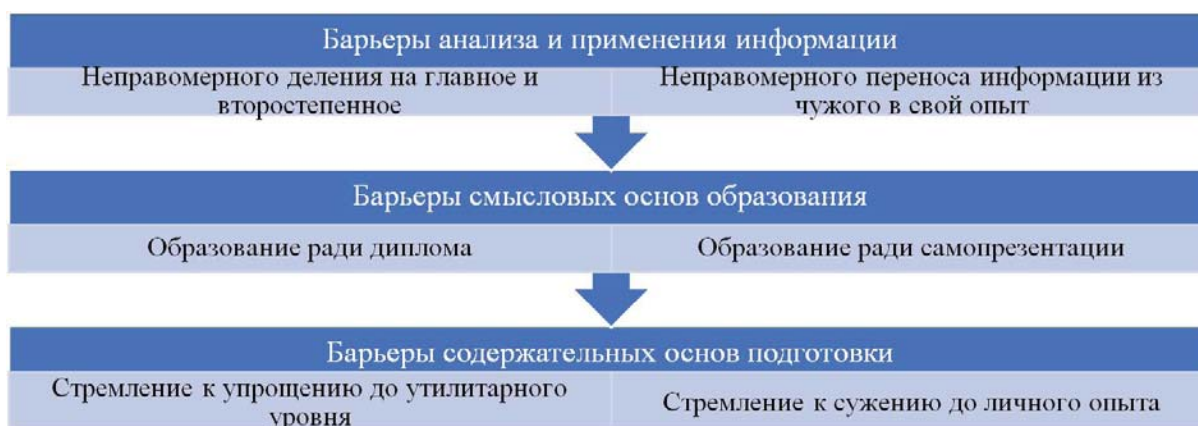 Барьеры анализа и применения информации
Неправомерного деления на главное и
второстепенное
Неправомерного переноса информации из
чужого в свой опыт
Барьеры смысловых основ образования
Образование ради диплома
Образование ради самопрезентации
Барьеры содержательных основ подготовки
Стремление к упрощению до утилитарного
уровня
Стремление к сужению до личного опыта